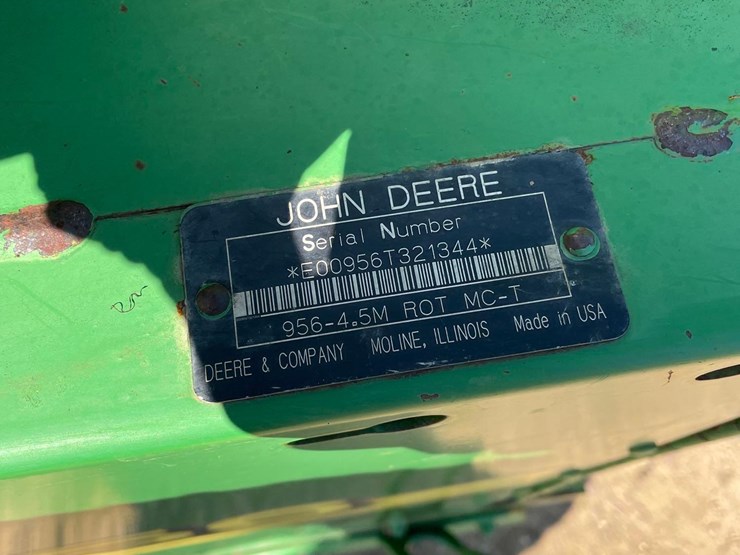 JOHN DEERE
Serial Number
*E00956T321344*
956-4.5M ROT MC-T
DEERE & COMPANY MOLINE, ILLINOIS Made in USA